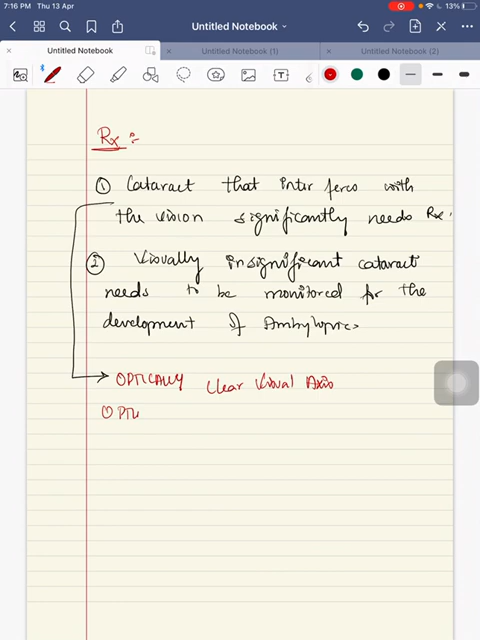 7:16 PM Thu 13 Apr 13%
Untitled Notebook
Untitled Notebook
Untitled Notebook (1)
Untitled Notebook (2)
Rx :-
① Cataract that interferes with
the vision significantly needs Rx.
② Visually insignificant cataract
needs to be monitored for the
development of
→ OPTICALLY clear Visual Axis
OPTI